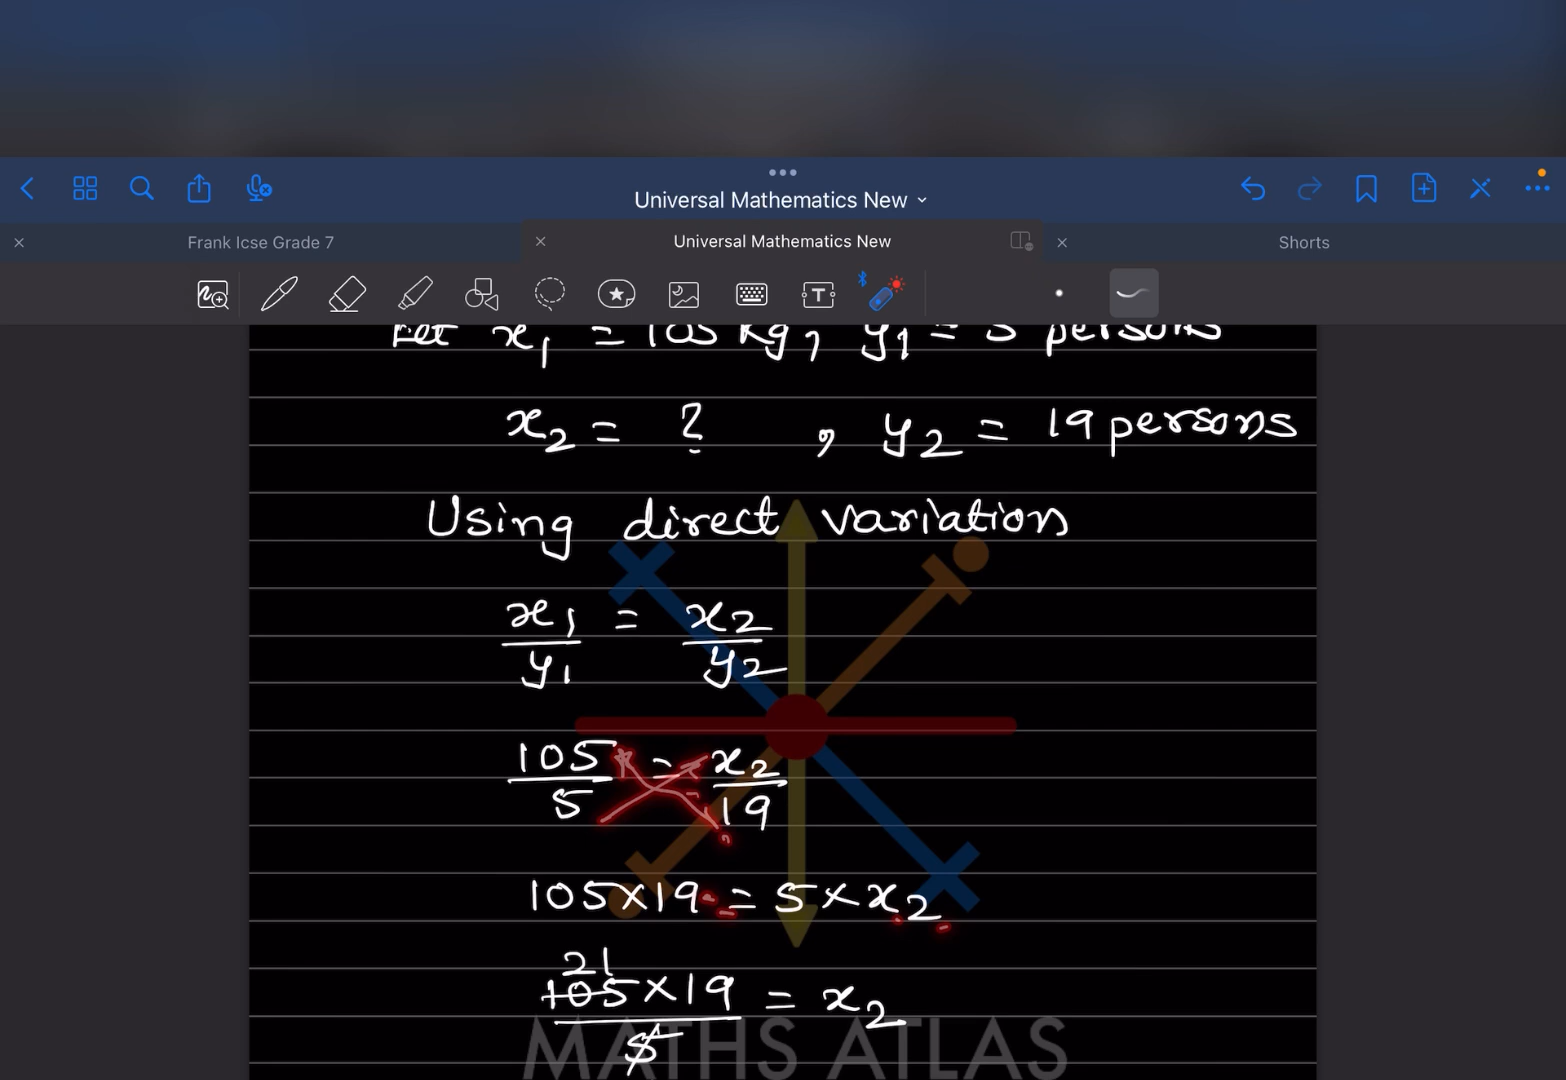 Universal Mathematics New
Frank Icse Grade 7
Universal Mathematics New
Shorts
Let x₁ = 105 kg, y₁ = 5 persons
x₂ = ? , y₂ = 19 persons
Using direct variation
x₁/y₁ = x₂/y₂
105/5 = x₂/19
105×19 = 5×x₂
21
105×19/5 = x₂
MATHS ATLAS